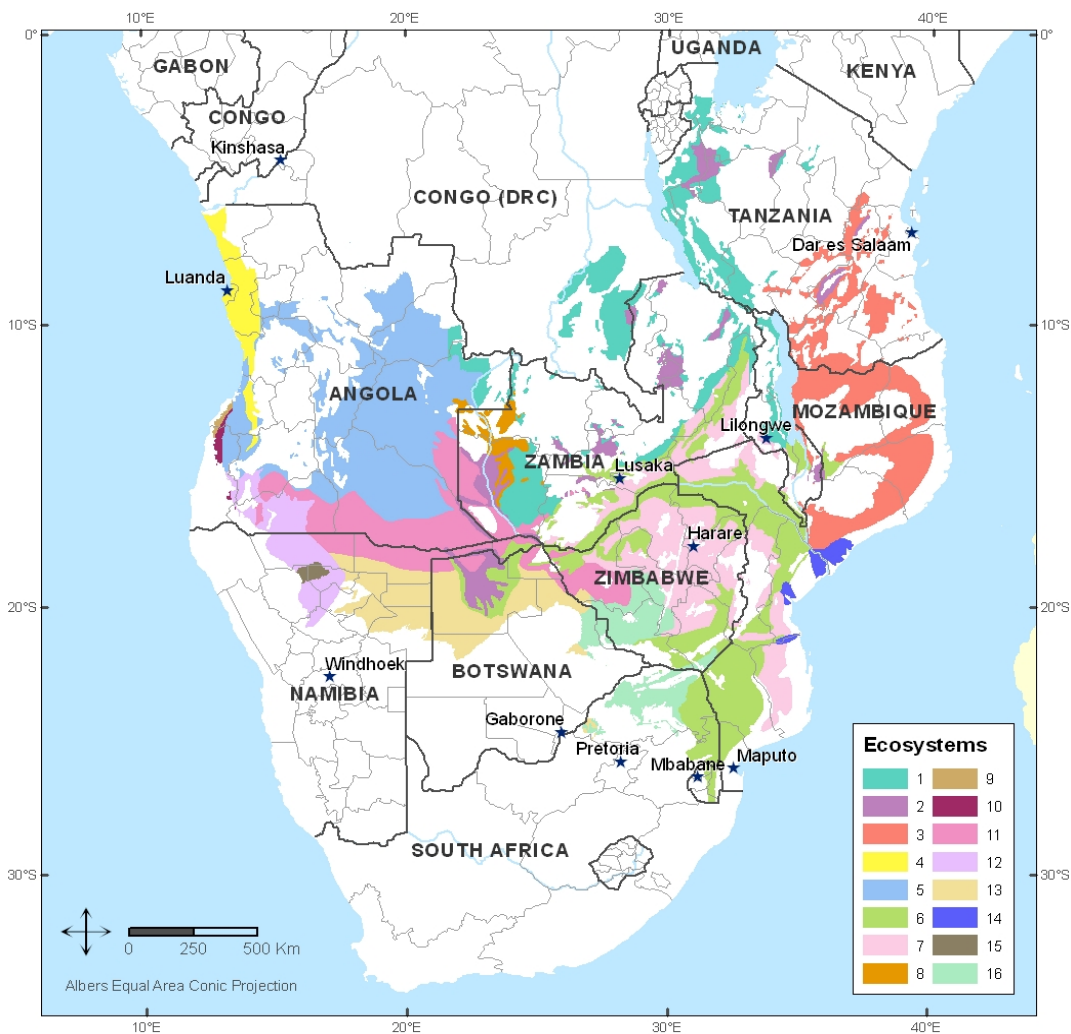 10°E 20°E 30°E 40°E
0° 0°
UGANDA
GABON
KENYA
CONGO
Kinshasa
CONGO (DRC)
TANZANIA
Dar es Salaam
Luanda
10°S 10°S
ANGOLA
MOZAMBIQUE
Lilongwe
ZAMBIA
Lusaka
Harare
ZIMBABWE
20°S 20°S
Windhoek
BOTSWANA
NAMIBIA
Gaborone
Pretoria
Mbabane
Maputo
SOUTH AFRICA
30°S 30°S
Ecosystems
1 9
2 10
3 11
4 12
5 13
6 14
7 15
8 16
0 250 500 Km
Albers Equal Area Conic Projection
10°E 20°E 30°E 40°E